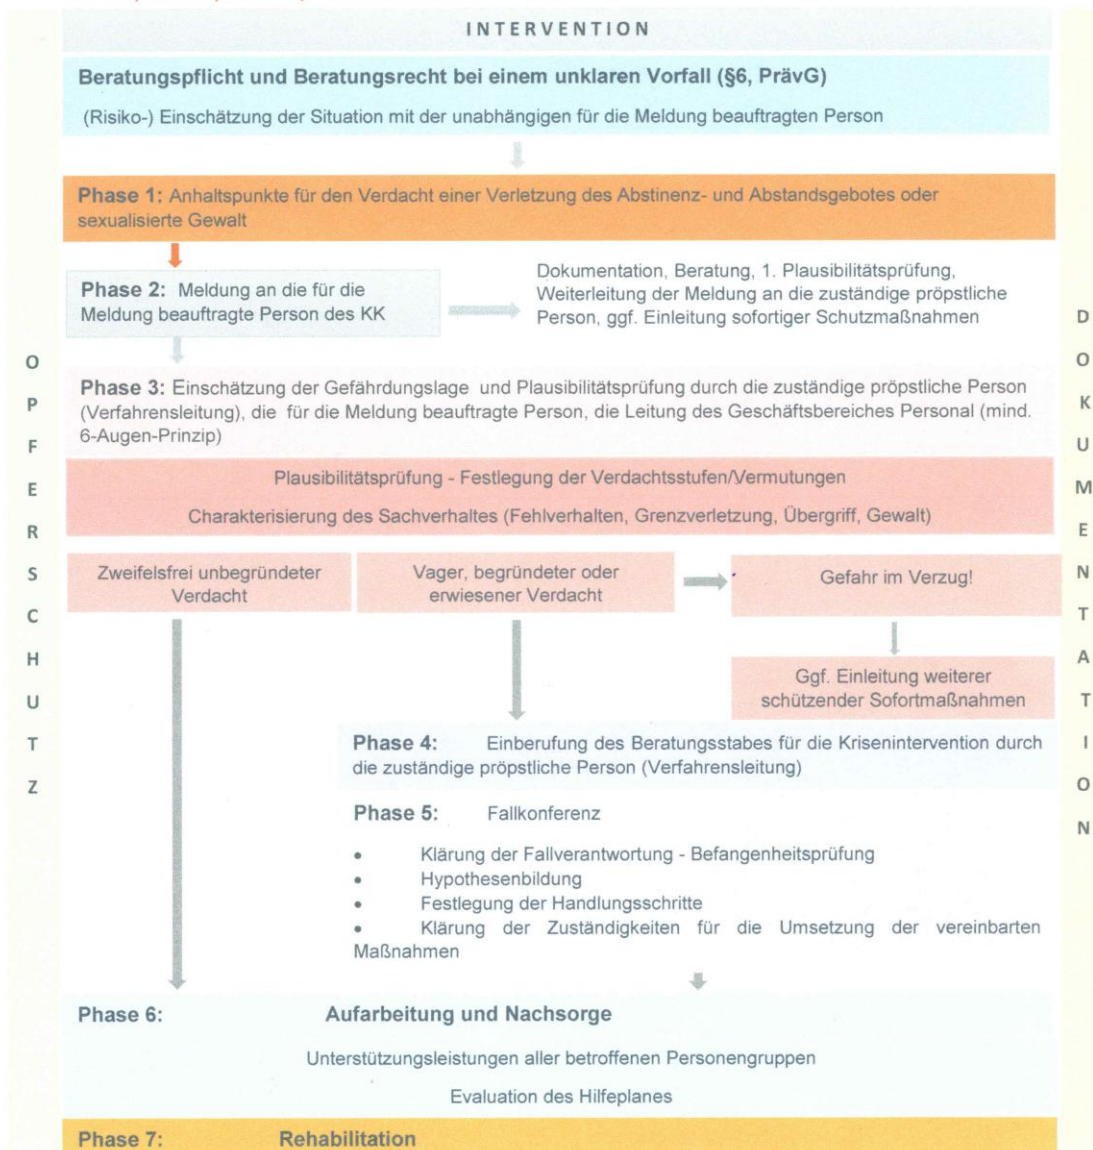 INTERVENTION
Beratungspflicht und Beratungsrecht bei einem unklaren Vorfall (§6, PrävG)
(Risiko-) Einschätzung der Situation mit der unabhängigen für die Meldung beauftragten Person
Phase 1: Anhaltspunkte für den Verdacht einer Verletzung des Abstinenz- und Abstandsgebotes oder
sexualisierte Gewalt
Phase 2: Meldung an die für die
Meldung beauftragte Person des KK
Dokumentation, Beratung, 1. Plausibilitätsprüfung,
Weiterleitung der Meldung an die zuständige pröpstliche
Person, ggf. Einleitung sofortiger Schutzmaßnahmen
Phase 3: Einschätzung der Gefährdungslage und Plausibilitätsprüfung durch die zuständige pröpstliche Person
(Verfahrensleitung), die für die Meldung beauftragte Person, die Leitung des Geschäftsbereiches Personal (mind.
6-Augen-Prinzip)
Plausibilitätsprüfung - Festlegung der Verdachtsstufen/Vermutungen
Charakterisierung des Sachverhaltes (Fehlverhalten, Grenzverletzung, Übergriff, Gewalt)
Zweifelsfrei unbegründeter
Verdacht
Vager, begründeter oder
erwiesener Verdacht
Gefahr im Verzug!
Ggf. Einleitung weiterer
schützender Sofortmaßnahmen
Phase 4: Einberufung des Beratungsstabes für die Krisenintervention durch
die zuständige pröpstliche Person (Verfahrensleitung)
Phase 5: Fallkonferenz
• Klärung der Fallverantwortung - Befangenheitsprüfung
• Hypothesenbildung
• Festlegung der Handlungsschritte
• Klärung der Zuständigkeiten für die Umsetzung der vereinbarten
Maßnahmen
Phase 6: Aufarbeitung und Nachsorge
Unterstützungsleistungen aller betroffenen Personengruppen
Evaluation des Hilfeplanes
Phase 7: Rehabilitation
OPFERSCHUTZ
DOKUMENTATION